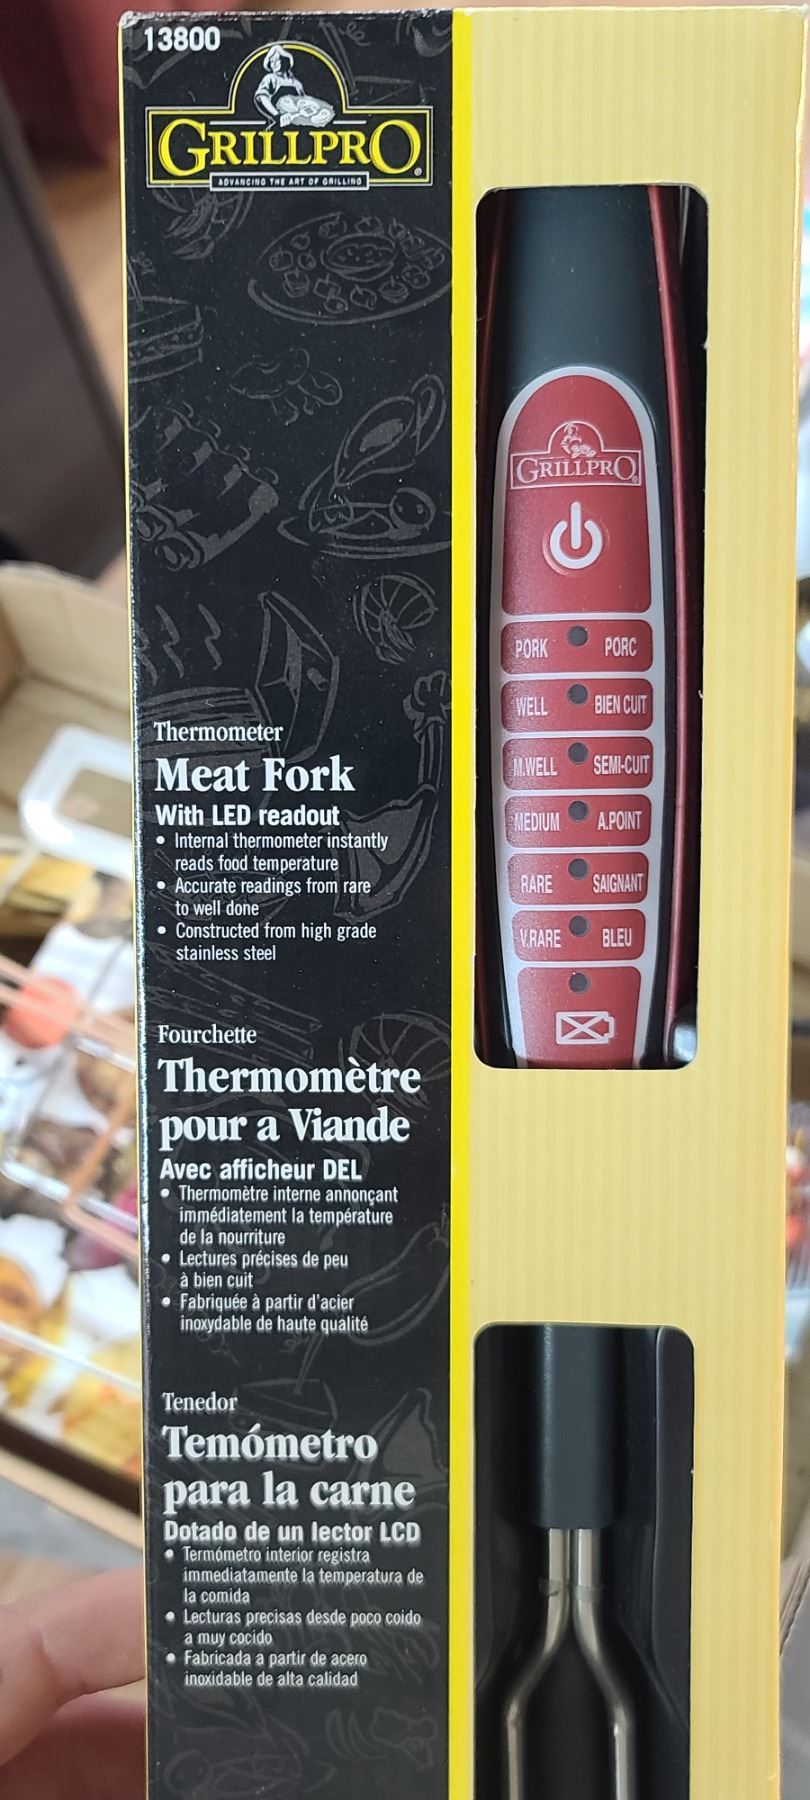 13800
GRILLPRO®
ADVANCING THE ART OF GRILLING
Thermometer
Meat Fork
With LED readout
• Internal thermometer instantly
reads food temperature
• Accurate readings from rare
to well done
• Constructed from high grade
stainless steel
Fourchette
Thermomètre
pour a Viande
Avec afficheur DEL
• Thermomètre interne annonçant
immédiatement la température
de la nourriture
• Lectures précises de peu
à bien cuit
• Fabriquée à partir d'acier
inoxydable de haute qualité
Tenedor
Temómetro
para la carne
Dotado de un lector LCD
• Termómetro interior registra
immediatamente la temperatura de
la comida
• Lecturas precisas desde poco coido
a muy cocido
• Fabricada a partir de acero
inoxidable de alta calidad
GRILLPRO®
PORK PORC
WELL BIEN CUIT
M.WELL SEMI-CUIT
MEDIUM A.POINT
RARE SAIGNANT
V.RARE BLEU